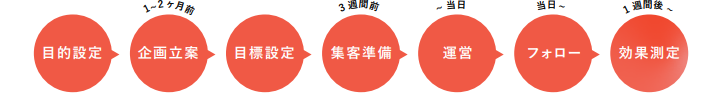 目的設定
1~2ヶ月前
企画立案
目標設定
3週間前
集客準備
~当日
運営
当日~
フォロー
1週間後~
効果測定